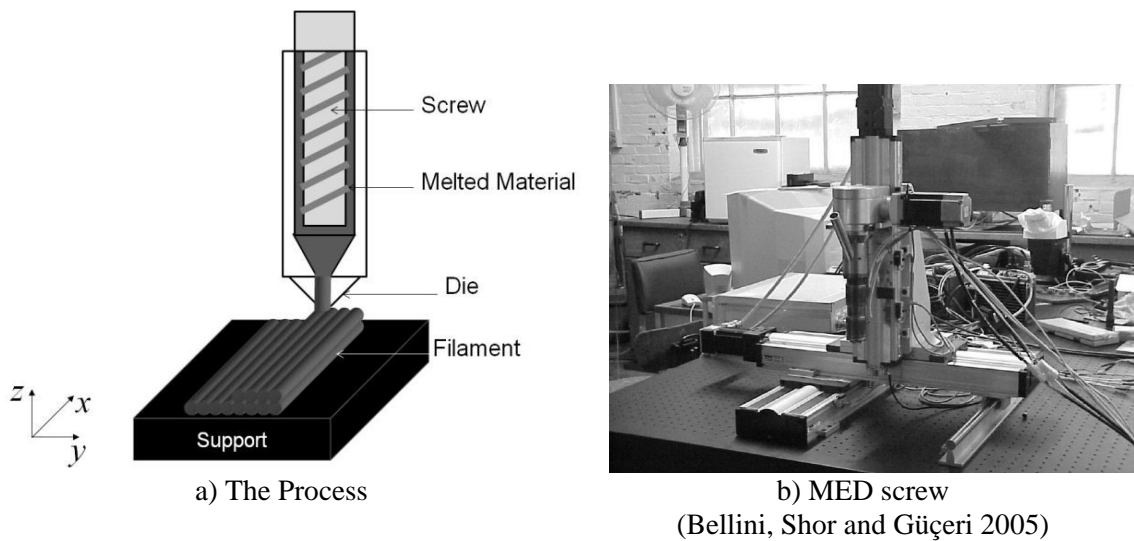 Screw
Melted Material
Die
Filament
z
x
y
Support
a) The Process
b) MED screw
(Bellini, Shor and Güçeri 2005)